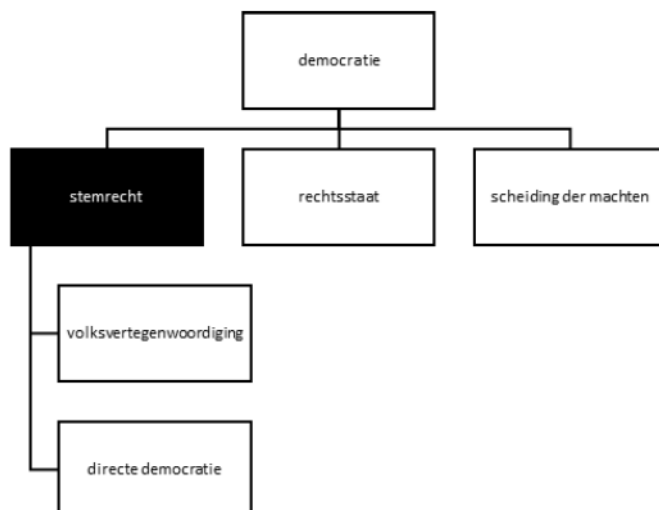 democratie
stemrecht
rechtsstaat
scheiding der machten
volksvertegenwoordiging
directe democratie